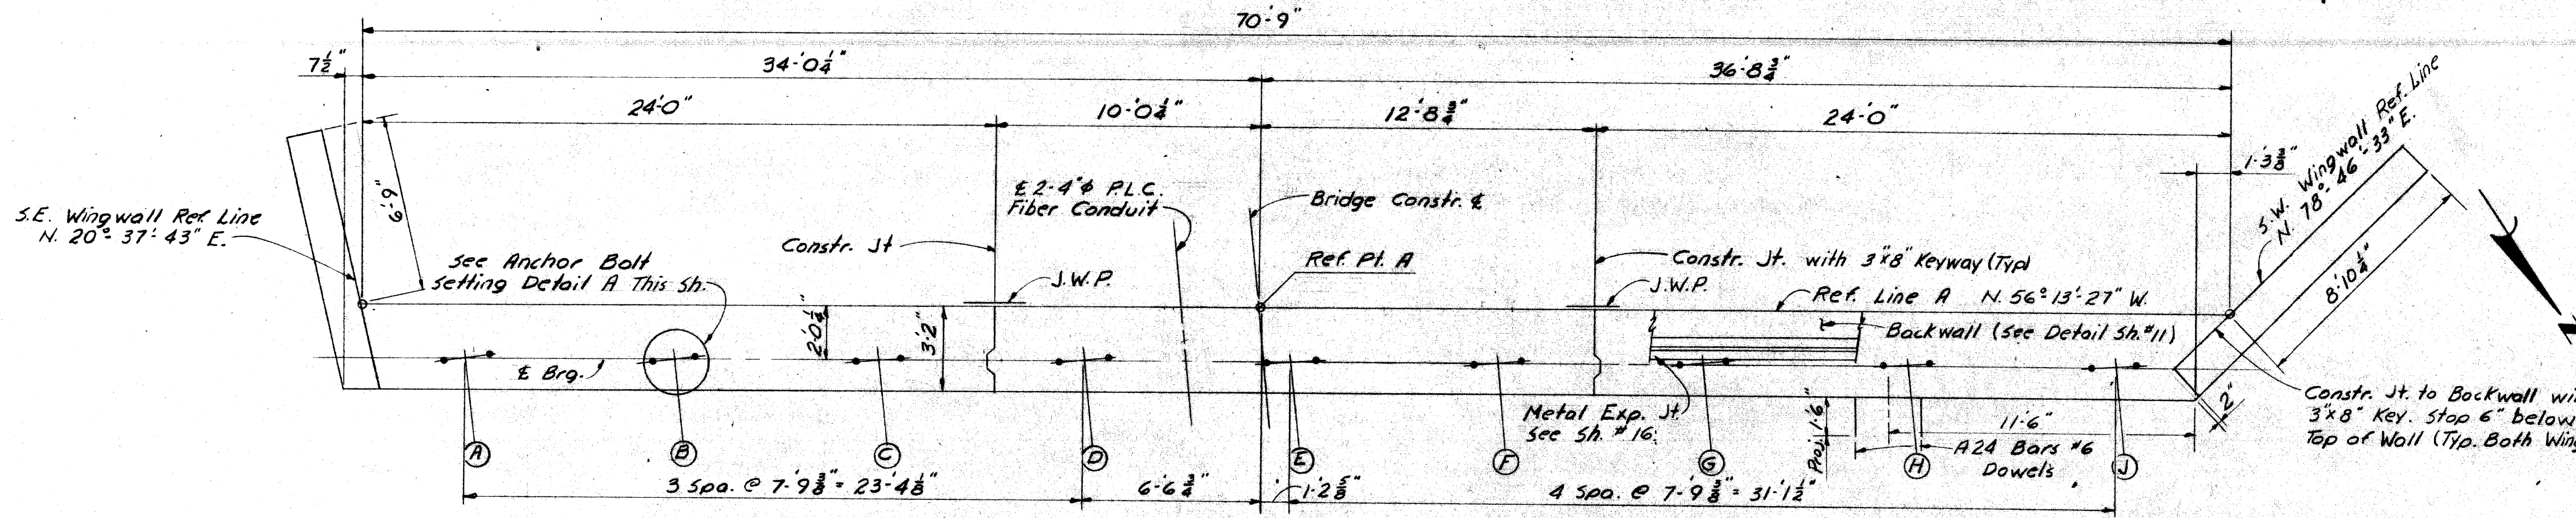 70'-9"
7½"
34'-0¼"
36'-8¾"
24'-0"
10'-0¼"
12'-8¾"
24'-0"
1'-3⅜"
S.W. Wingwall Ref. Line
N. 78°-46'-33" E.
8'-10¼"
6'-9"
S.E. Wingwall Ref. Line
N. 20°-37'-43" E.
℄ 2-4"ϕ P.L.C.
Fiber Conduit
Bridge Constr. ℄
Constr. Jt
See Anchor Bolt
Setting Detail A This Sh.
J.W.P.
Ref. Pt. A
Constr. Jt. with 3"x8" Keyway (Typ)
J.W.P.
Ref. Line A N. 56°-13'-27" W.
Backwall (See Detail Sh.#11)
2'-0¼"
3'-2"
℄ Brg.
Metal Exp. Jt.
See Sh. #16.
Proj. 1'-6"
11'-6"
A24 Bars #6
Dowels
2"
Constr. Jt. to Backwall
3"x8" Key. Stop 6" below
Top of Wall (Typ. Both
A
B
C
D
E
F
G
H
J
3 Spa. @ 7'-9⅜" = 23'-4⅛"
6'-6¾"
1'-2⅝"
4 Spa. @ 7'-9⅜" = 31'-1½"